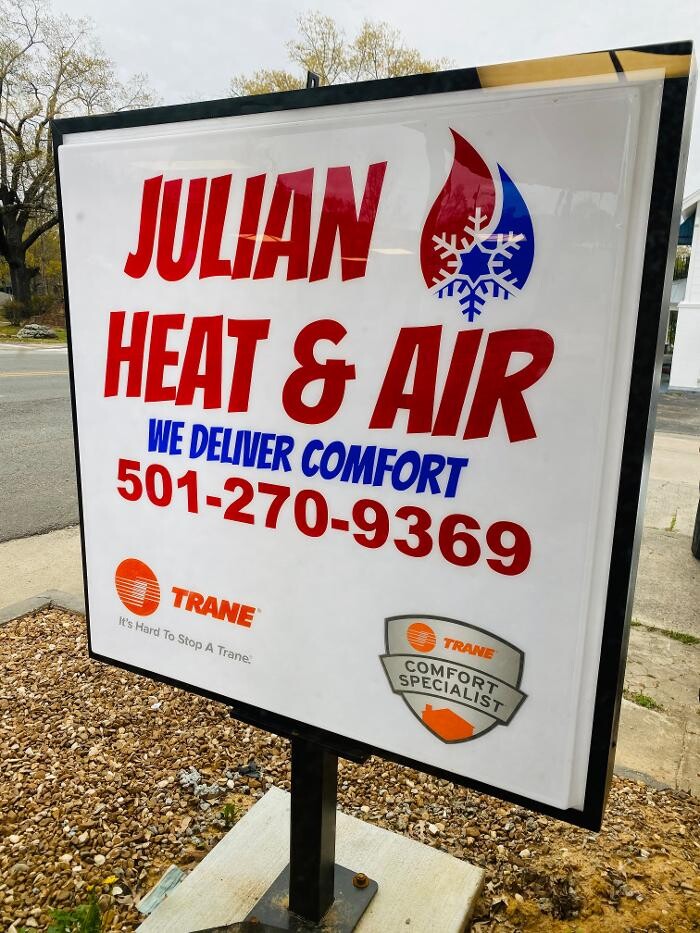 JULIAN
HEAT & AIR
WE DELIVER COMFORT
501-270-9369
TRANE®
It's Hard To Stop A Trane.®
TRANE
COMFORT
SPECIALIST